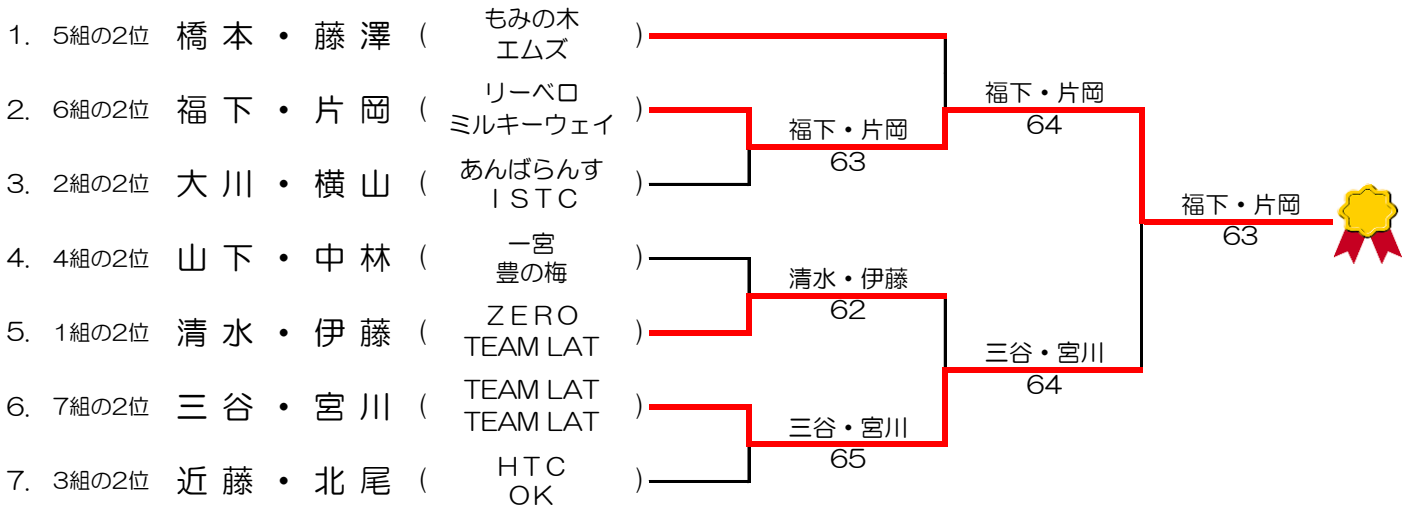 もみの木
1. 5組の2位 橋 本 ・ 藤 澤 ( )
エムズ
リーベロ
2. 6組の2位 福 下 ・ 片 岡 ( )
ミルキーウェイ
あんばらんす
3. 2組の2位 大 川 ・ 横 山 ( )
ＩＳＴＣ
一宮
4. 4組の2位 山 下 ・ 中 林 ( )
豊の梅
ＺＥＲＯ
5. 1組の2位 清 水 ・ 伊 藤 ( )
TEAM LAT
TEAM LAT
6. 7組の2位 三 谷 ・ 宮 川 ( )
TEAM LAT
ＨＴＣ
7. 3組の2位 近 藤 ・ 北 尾 ( )
OK
福下・片岡
63
清水・伊藤
62
三谷・宮川
65
福下・片岡
64
三谷・宮川
64
福下・片岡
63